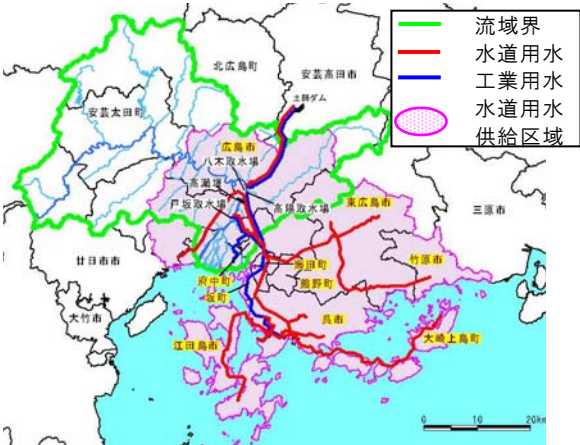 流域界
水道用水
工業用水
水道用水
供給区域
北広島町
安芸高田市
土師ダム
安芸太田町
広島市
八木取水場
高瀬堰
戸坂取水場
高陽取水場
東広島市
三原市
廿日市市
海田町
竹原市
府中町
熊野町
坂町
大竹市
呉市
江田島市
大崎上島町
0 10 20km